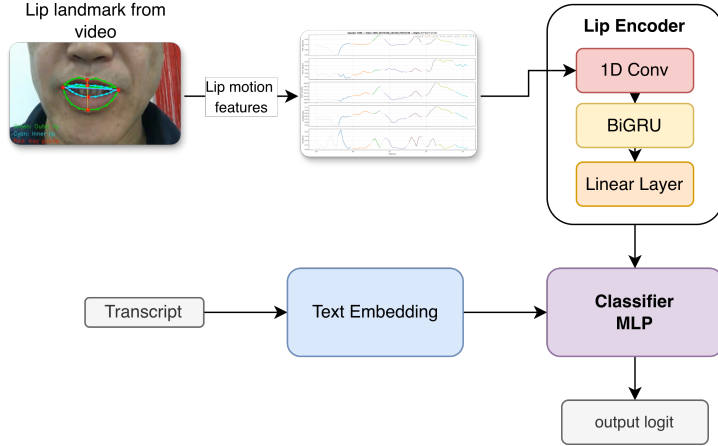 Lip landmark from
video
Lip motion
features
Lip Encoder
1D Conv
BiGRU
Linear Layer
Transcript
Text Embedding
Classifier
MLP
output logit